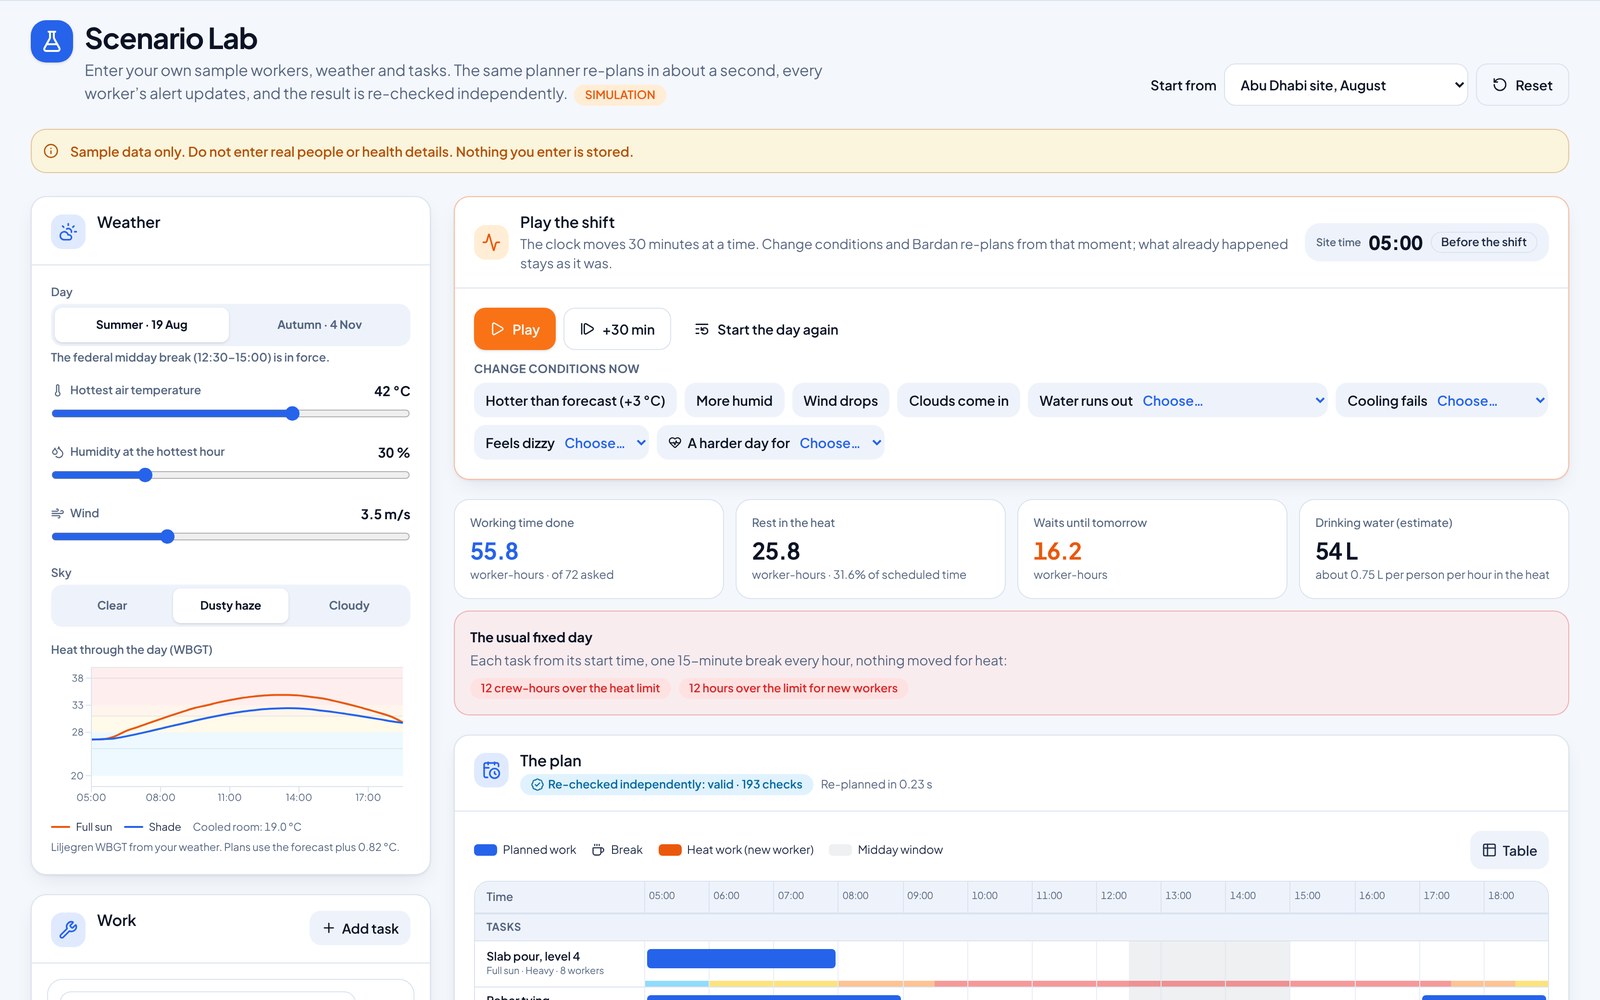 Scenario Lab
Enter your own sample workers, weather and tasks. The same planner re-plans in about a second, every
worker's alert updates, and the result is re-checked independently. SIMULATION
Start from
Abu Dhabi site, August
Reset
Sample data only. Do not enter real people or health details. Nothing you enter is stored.
Weather
Day
Summer · 19 Aug
Autumn · 4 Nov
The federal midday break (12:30–15:00) is in force.
Hottest air temperature 42 °C
Humidity at the hottest hour 30 %
Wind 3.5 m/s
Sky
Clear
Dusty haze
Cloudy
Heat through the day (WBGT)
38
33
28
20
05:00 08:00 11:00 14:00 17:00
Full sun Shade Cooled room: 19.0 °C
Liljegren WBGT from your weather. Plans use the forecast plus 0.82 °C.
Work
Add task
Play the shift
The clock moves 30 minutes at a time. Change conditions and Bardan re-plans from that moment; what already happened
stays as it was.
Site time 05:00 Before the shift
Play
+30 min
Start the day again
CHANGE CONDITIONS NOW
Hotter than forecast (+3 °C)
More humid
Wind drops
Clouds come in
Water runs out Choose...
Cooling fails Choose...
Feels dizzy Choose...
A harder day for Choose...
Working time done
55.8
worker-hours · of 72 asked
Rest in the heat
25.8
worker-hours · 31.6% of scheduled time
Waits until tomorrow
16.2
worker-hours
Drinking water (estimate)
54 L
about 0.75 L per person per hour in the heat
The usual fixed day
Each task from its start time, one 15-minute break every hour, nothing moved for heat:
12 crew-hours over the heat limit
12 hours over the limit for new workers
The plan
Re-checked independently: valid · 193 checks
Re-planned in 0.23 s
Planned work
Break
Heat work (new worker)
Midday window
Table
Time 05:00 06:00 07:00 08:00 09:00 10:00 11:00 12:00 13:00 14:00 15:00 16:00 17:00 18:00
TASKS
Slab pour, level 4
Full sun · Heavy · 8 workers